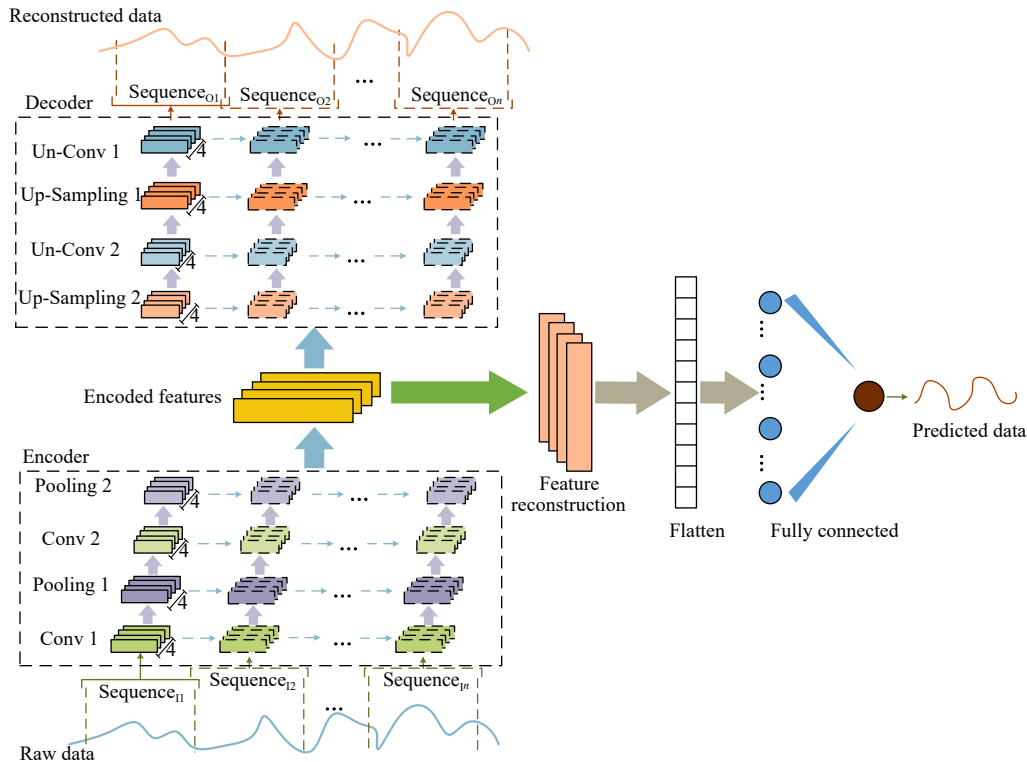 Reconstructed data
Sequence_O1 Sequence_O2 ... Sequence_On
Decoder
Un-Conv 1 4 ...
Up-Sampling 1 4 ...
Un-Conv 2 4 ...
Up-Sampling 2 4 ...
Encoded features
Predicted data
Encoder
Pooling 2 4 ...
Feature
reconstruction
Flatten
Fully connected
Conv 2 4 ...
Pooling 1 4 ...
Conv 1 4 ...
Sequence_I1 Sequence_I2 ... Sequence_In
Raw data